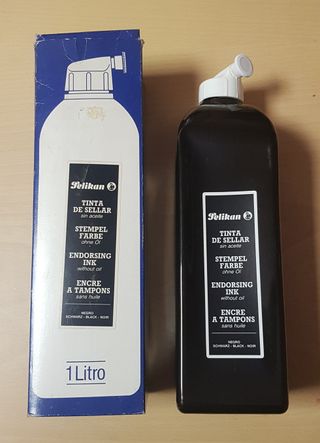 Pelikan
TINTA
DE SELLAR
sin aceite
STEMPEL
FARBE
ohne Öl
ENDORSING
INK
without oil
ENCRE
A TAMPONS
sans huile
NEGRO
SCHWARZ - BLACK - NOIR
1 Litro
Pelikan
TINTA
DE SELLAR
sin aceite
STEMPEL
FARBE
ohne Öl
ENDORSING
INK
without oil
ENCRE
A TAMPONS
sans huile
NEGRO
SCHWARZ - BLACK - NOIR